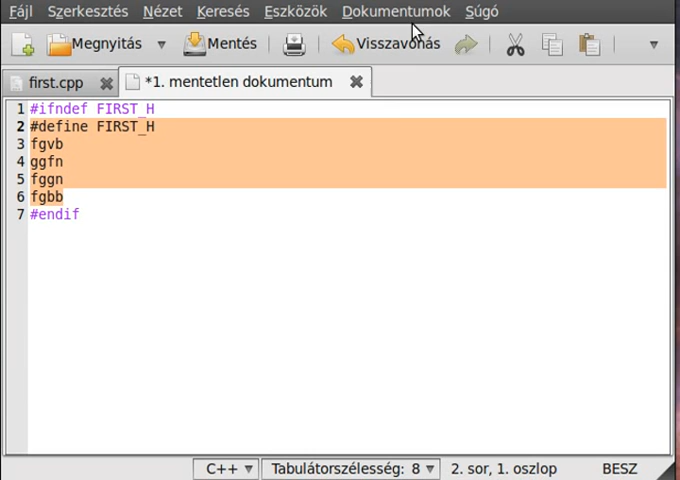 Fájl Szerkesztés Nézet Keresés Eszközök Dokumentumok Súgó
Megnyitás Mentés Visszavonás
first.cpp *1. mentetlen dokumentum
1 #ifndef FIRST_H
2 #define FIRST_H
3 fgvb
4 ggfn
5 fggn
6 fgbb
7 #endif
C++ Tabulátorszélesség: 8 2. sor, 1. oszlop BESZ